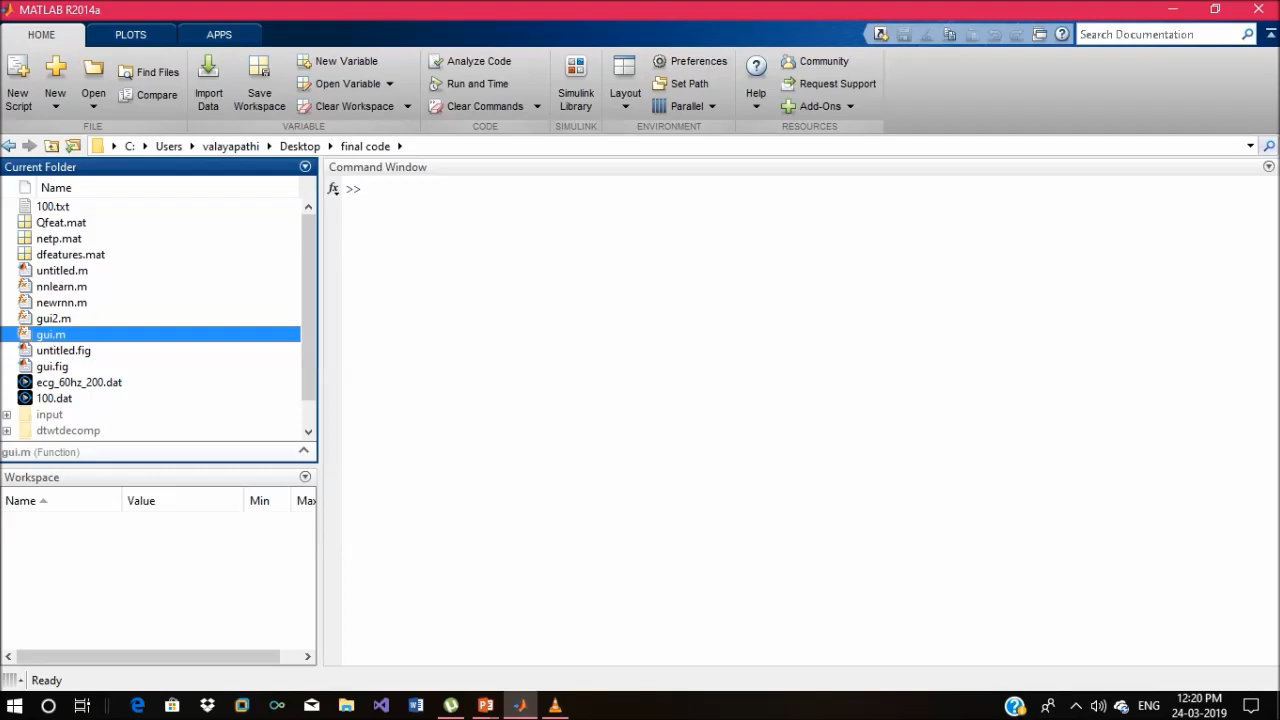 MATLAB R2014a
HOME PLOTS APPS Search Documentation
New Script New Open Find Files Compare Import Data Save Workspace New Variable Open Variable Clear Workspace Analyze Code Run and Time Clear Commands Simulink Library Layout Preferences Set Path Parallel Help Community Request Support Add-Ons
FILE VARIABLE CODE SIMULINK ENVIRONMENT RESOURCES
C: Users valayapathi Desktop final code
Current Folder
Name
100.txt
Qfeat.mat
netp.mat
dfeatures.mat
untitled.m
nnlearn.m
newrnn.m
gui2.m
gui.m
untitled.fig
gui.fig
ecg_60hz_200.dat
100.dat
input
dtwtdecomp
gui.m (Function)
Workspace
Name Value Min Max
Command Window
fx >>
Ready
ENG 12:20 PM
24-03-2019